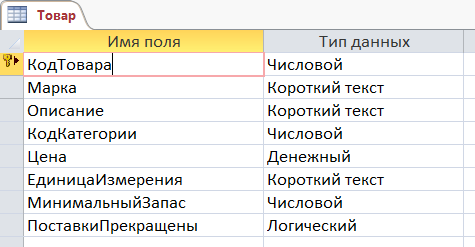 Товар
Имя поля Тип данных
КодТовара Числовой
Марка Короткий текст
Описание Короткий текст
КодКатегории Числовой
Цена Денежный
ЕдиницаИзмерения Короткий текст
МинимальныйЗапас Числовой
ПоставкиПрекращены Логический